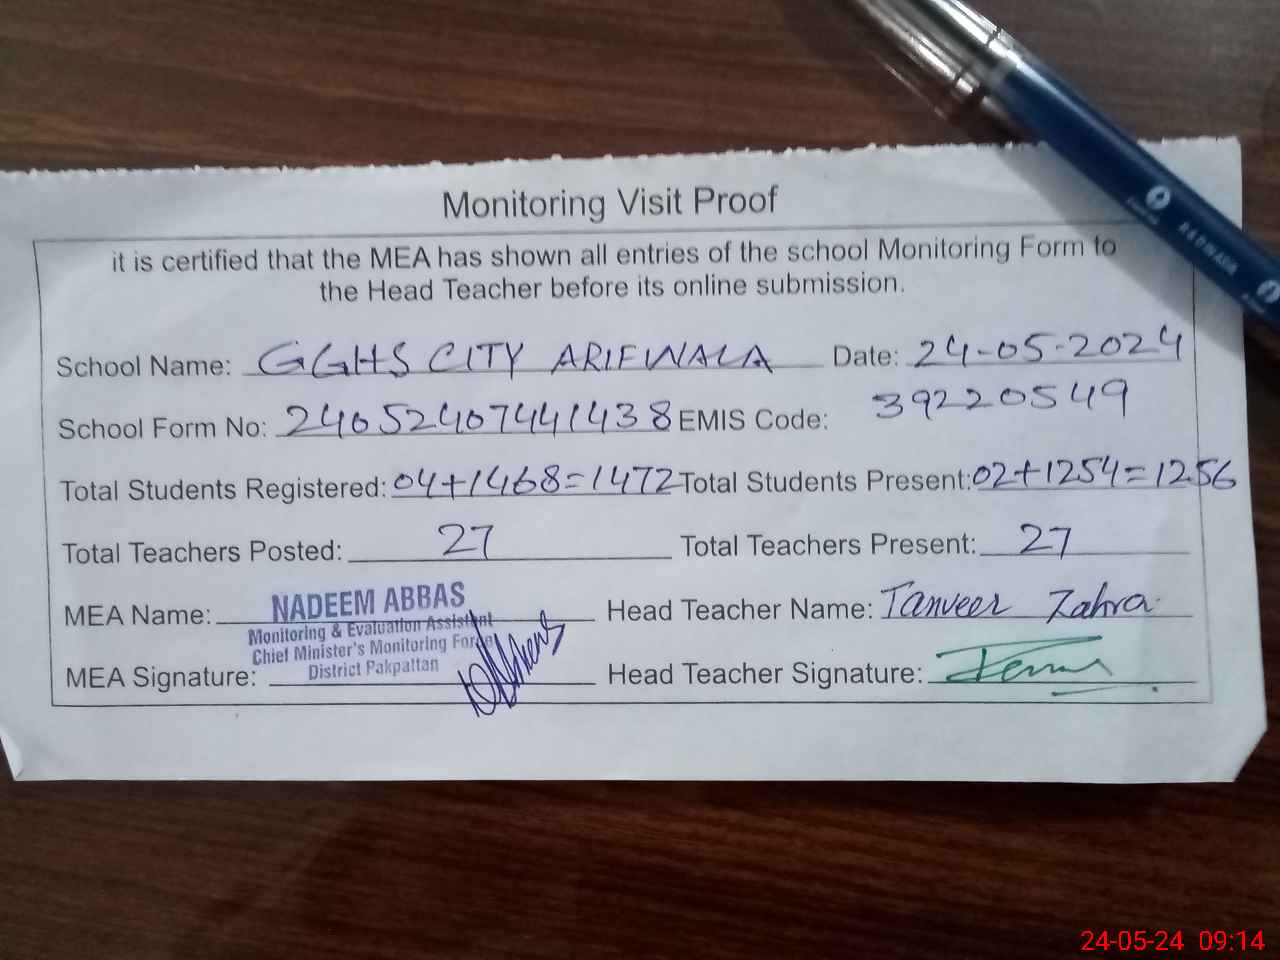 Monitoring Visit Proof
it is certified that the MEA has shown all entries of the school Monitoring Form to
the Head Teacher before its online submission.
School Name: GGHS CITY ARIFWALA Date: 24-05-2024
School Form No: 24052407441438 EMIS Code: 39220549
Total Students Registered: 04+1468=1472 Total Students Present: 02+1254=1256
Total Teachers Posted: 27 Total Teachers Present: 27
MEA Name: NADEEM ABBAS Head Teacher Name: Tanveer Zahra
Monitoring & Evaluation Assistant
Chief Minister's Monitoring Force
District Pakpattan
MEA Signature: Head Teacher Signature:
24-05-24 09:14